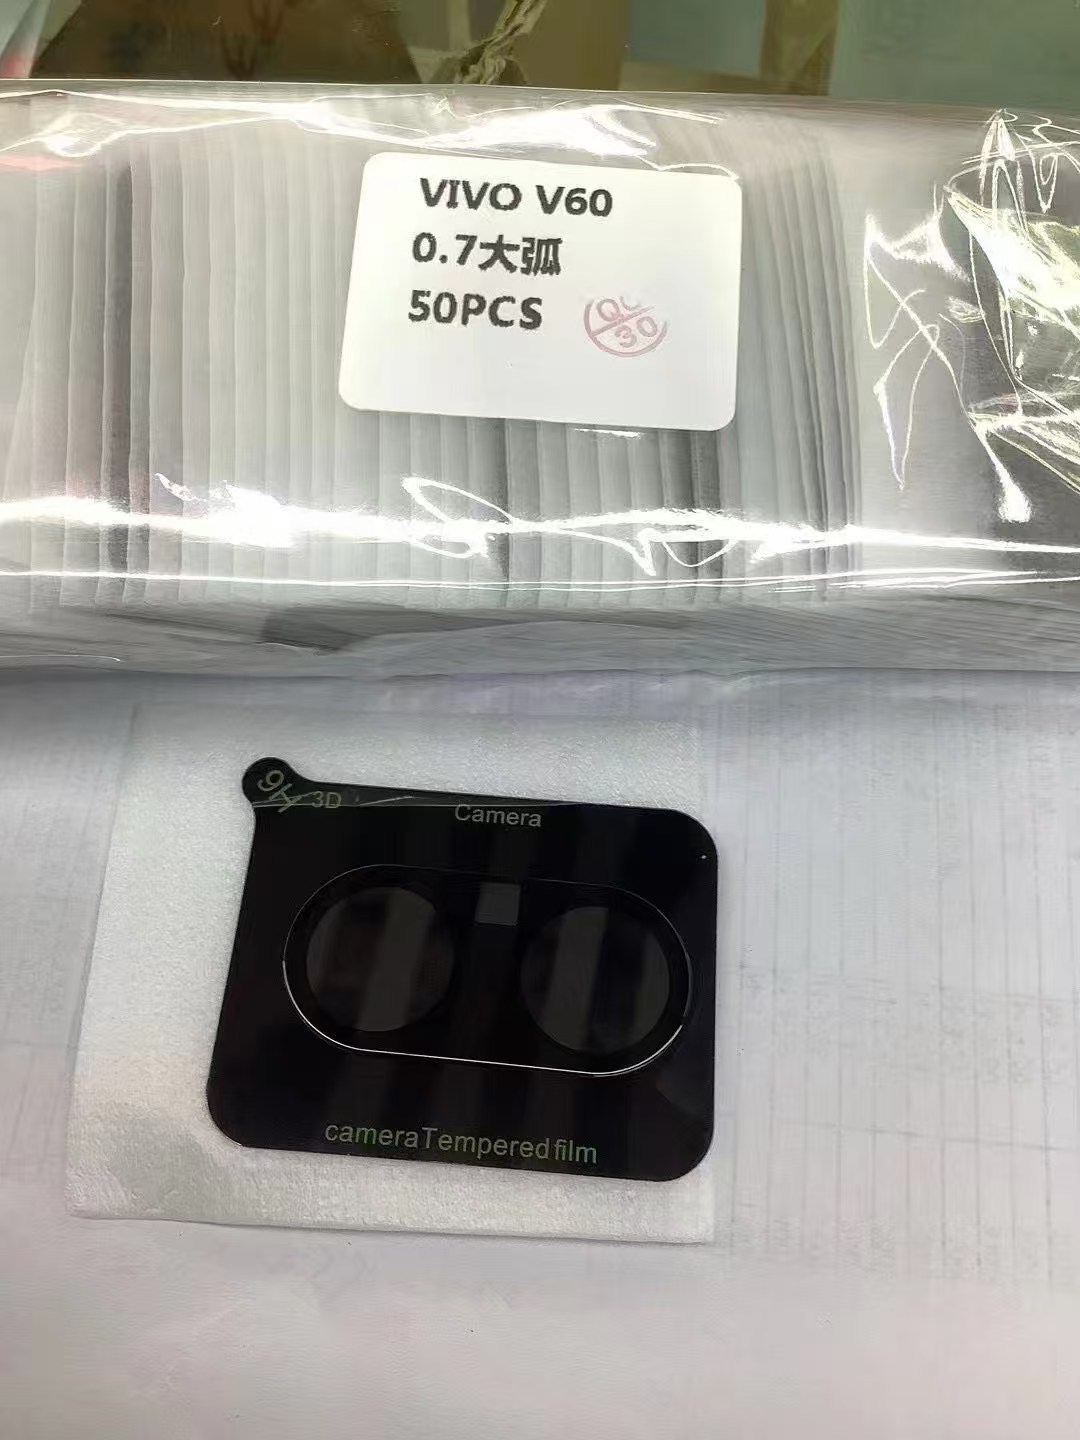 VIVO V60
0.7大弧
50PCS
QC
30
9H 3D
Camera
cameraTempered film